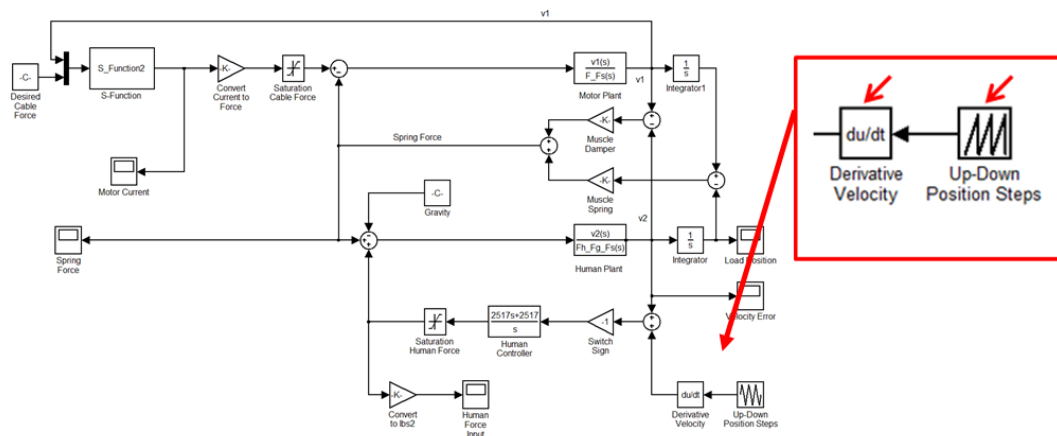 v1
-C-
Desired
Cable
Force
S_Function2
S-Function
-K-
Convert
Current to
Force
Saturation
Cable Force
v1(s)
F_Fs(s)
Motor Plant
v1
1
s
Integrator1
Motor Current
Spring Force
-K-
Muscle
Damper
-K-
Muscle
Spring
-C-
Gravity
v2
Spring
Force
v2(s)
Fh_Fg_Fs(s)
Human Plant
1
s
Integrator
Load Position
Velocity Error
Saturation
Human Force
2517s+2517
s
Human
Controller
-1
Switch
Sign
-K-
Convert
to lbs2
Human
Force
Input
du/dt
Derivative
Velocity
Up-Down
Position Steps
du/dt
Derivative
Velocity
Up-Down
Position Steps